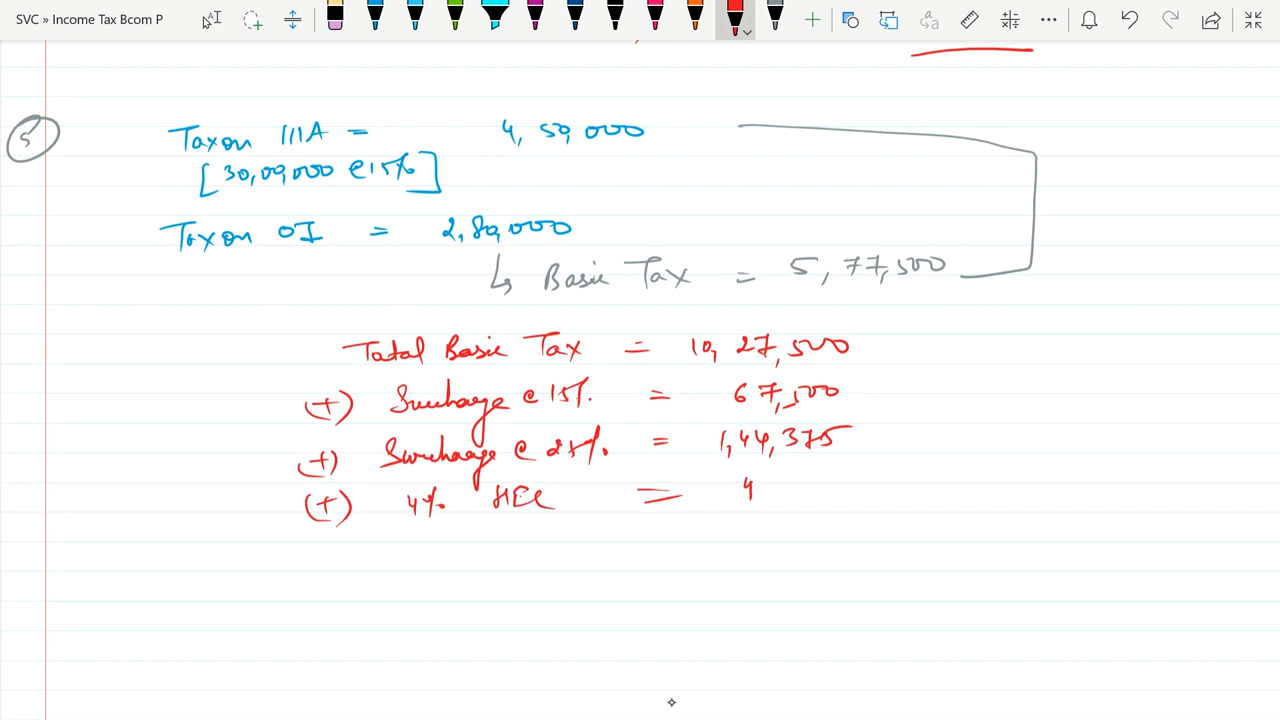 SVC » Income Tax Bcom P
5
Tax on 111A = 4,50,000
[30,00,000 @ 15%]
Tax on OI = 2,80,000
↳ Basic Tax = 5,77,500
Total Basic Tax = 10,27,500
(+) Surcharge @ 15% = 67,500
(+) Surcharge @ 25% = 1,44,375
(+) 4% HEC = 4